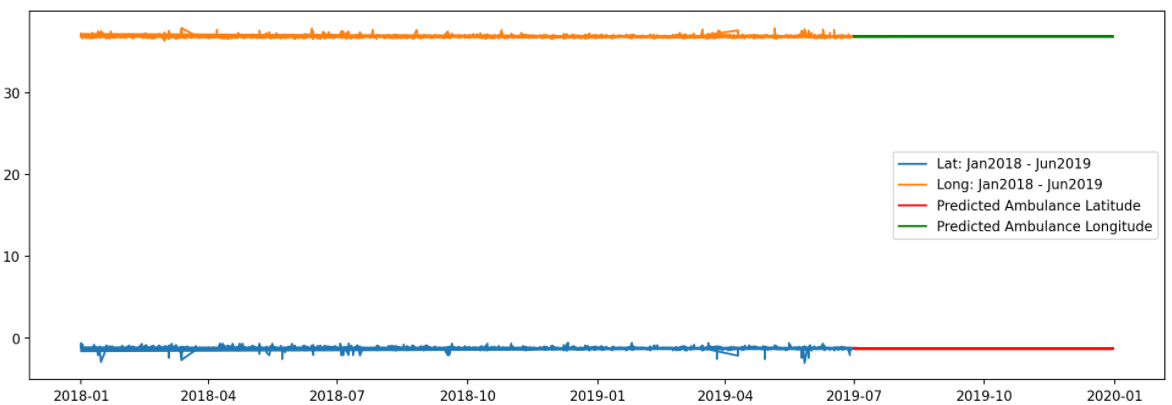 30
20
10
0
Lat: Jan2018 - Jun2019
Long: Jan2018 - Jun2019
Predicted Ambulance Latitude
Predicted Ambulance Longitude
2018-01 2018-04 2018-07 2018-10 2019-01 2019-04 2019-07 2019-10 2020-01